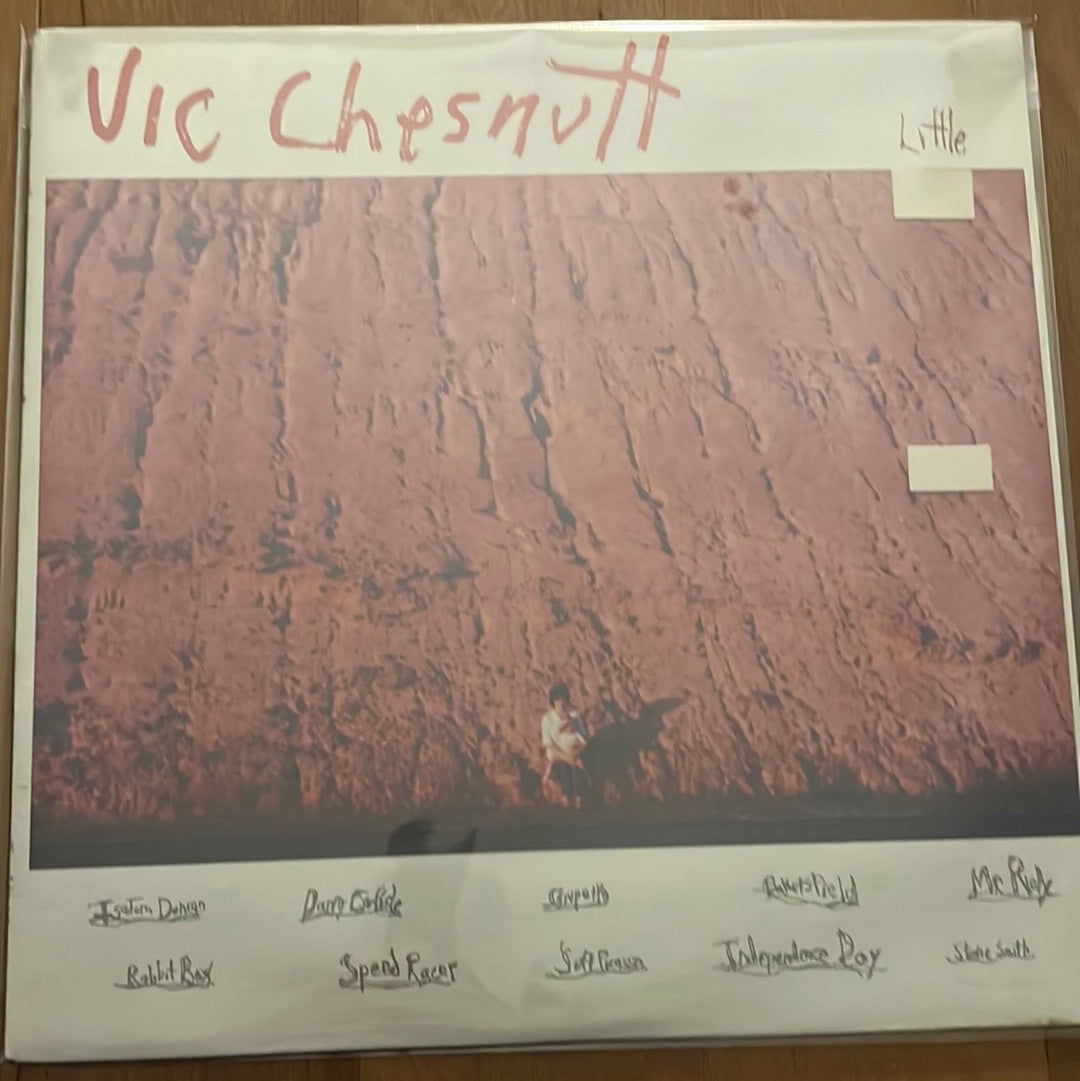 Vic Chesnutt
Little
Isadora Duncan Danny Carlisle Gilpath Bakersfield Mr Riely
Rabbit Box Speed Racer Soft Picasso Independence Day Stevie Smith